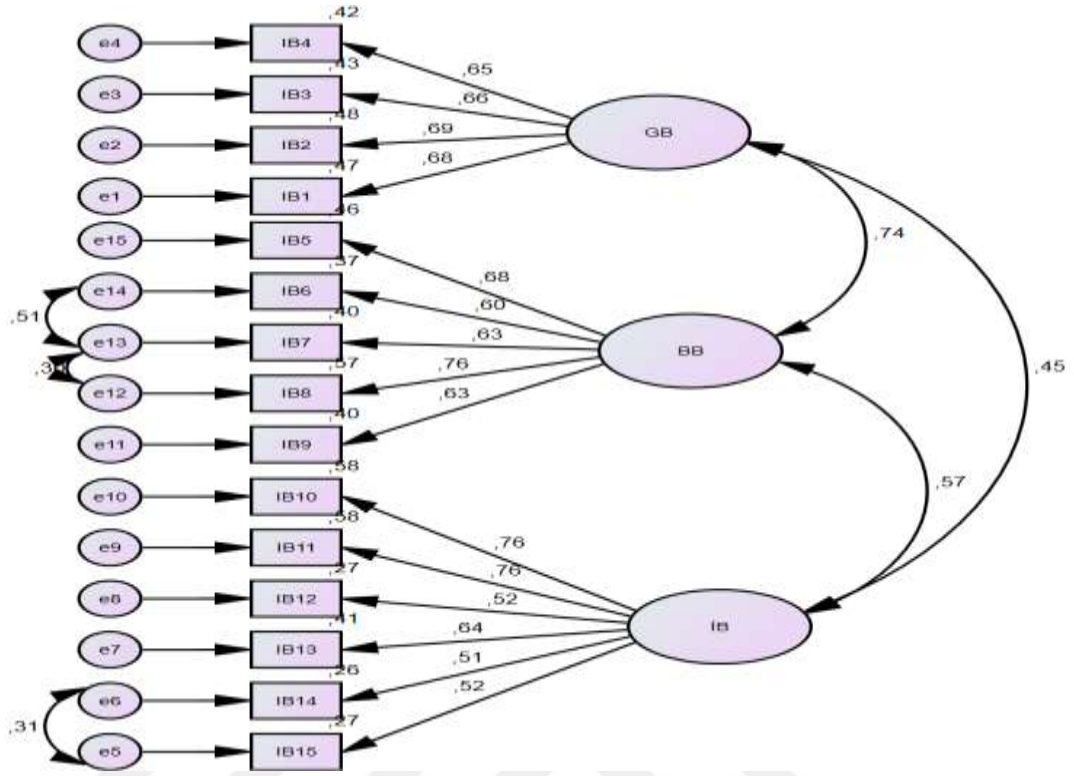 ,42
e4 IB4
,43
,65
e3 IB3
,66
,48
GB
e2 IB2
,69
,47
,68
e1 IB1
,46
e15 IB5
,74
,37
,68
e14 IB6
,60
,51
,40
e13 IB7
,63
BB
,57
,45
e12 IB8
,76
,40
,63
e11 IB9
,58
e10 IB10
,57
,58
,76
e9 IB11
,76
,27
e8 IB12
,52
,41
İB
,64
e7 IB13
,51
,26
e6 IB14
,52
,31
,27
e5 IB15